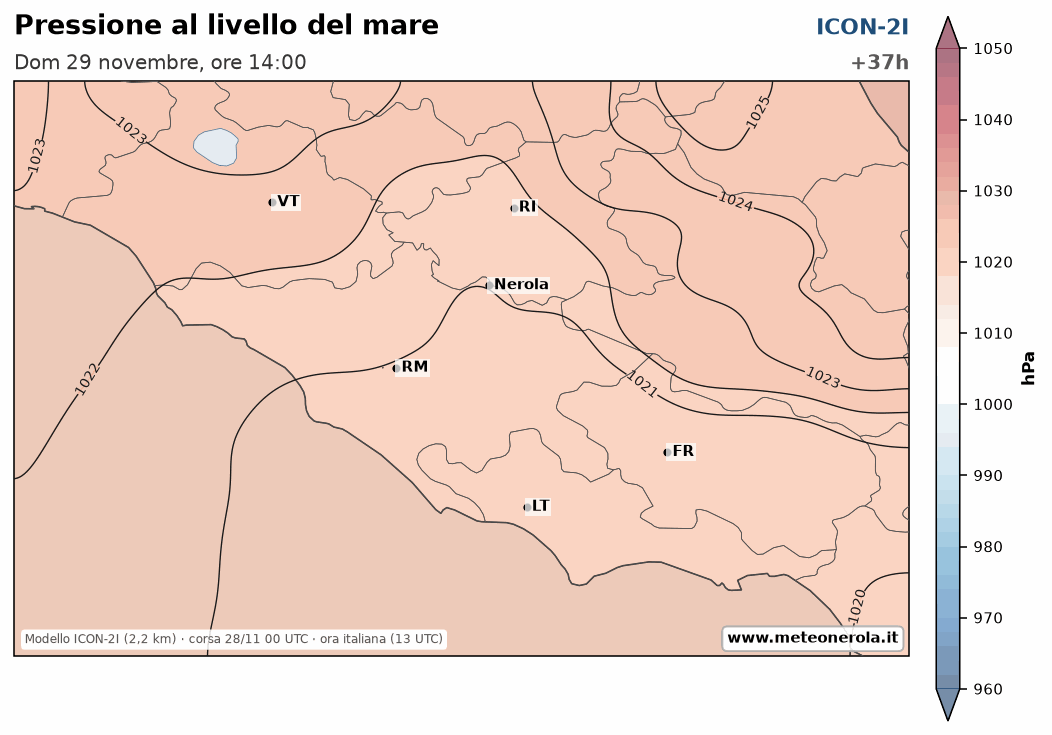 Pressione al livello del mare
ICON-2I
Dom 29 novembre, ore 14:00
+37h
1023
1023
1025
1024
VT
RI
Nerola
1022
RM
1021
1023
FR
LT
1020
Modello ICON-2I (2,2 km) · corsa 28/11 00 UTC · ora italiana (13 UTC)
www.meteonerola.it
1050
1040
1030
1020
1010
1000
990
980
970
960
hPa